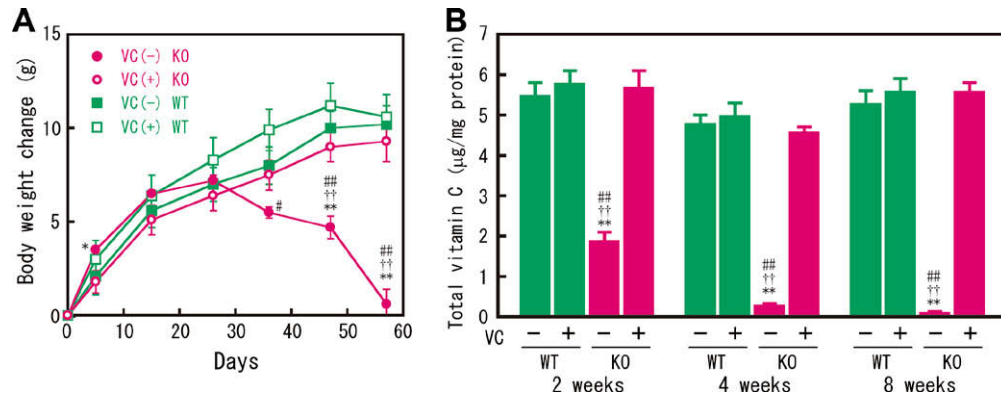 A
Body weight change (g)
15
10
5
0
VC(−) KO
VC(+) KO
VC(−) WT
VC(+) WT
*
#
##
††
**
##
††
**
0 10 20 30 40 50 60
Days
B
Total vitamin C (μg/mg protein)
7
6
5
4
3
2
1
0
##
††
**
##
††
**
##
††
**
VC − + − + − + − + − + − +
WT KO WT KO WT KO
2 weeks 4 weeks 8 weeks